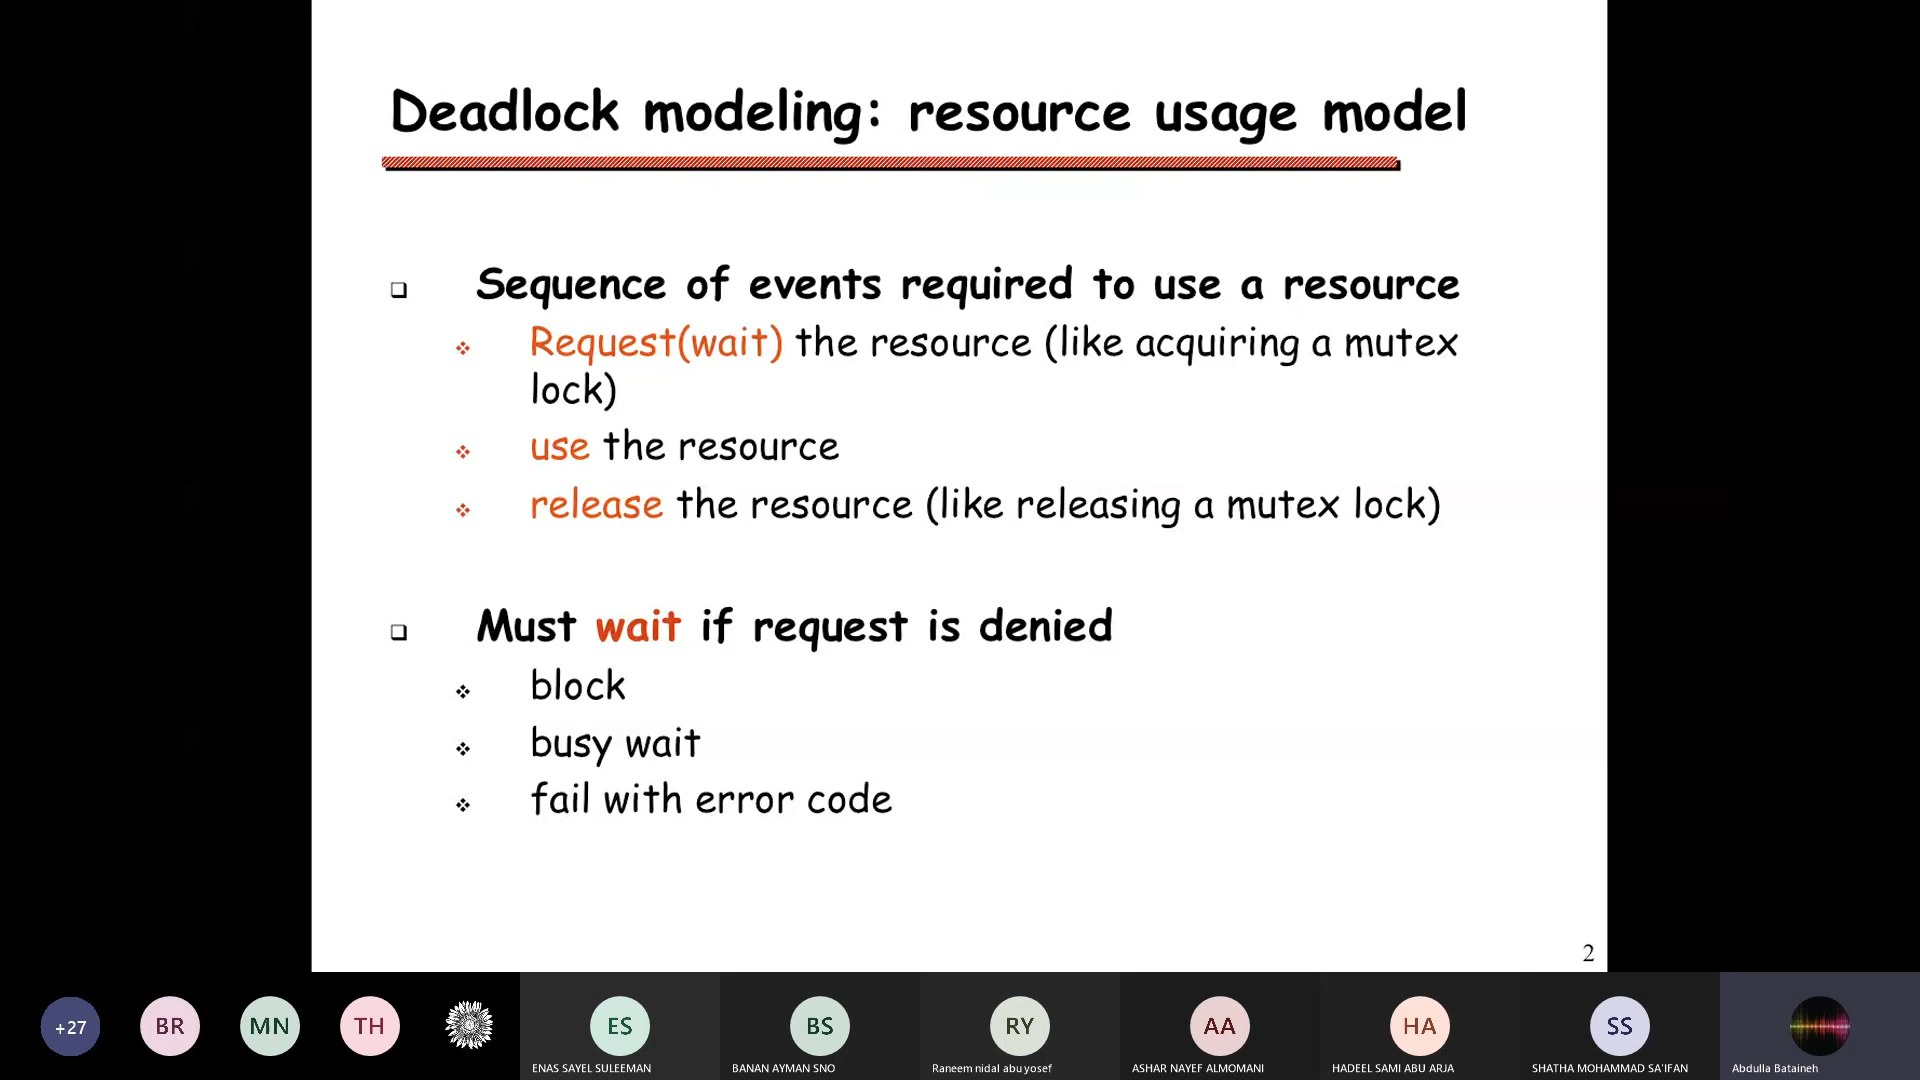 Deadlock modeling: resource usage model
Sequence of events required to use a resource
Request(wait) the resource (like acquiring a mutex
lock)
use the resource
release the resource (like releasing a mutex lock)
Must wait if request is denied
block
busy wait
fail with error code
2
+27
BR
MN
TH
ES
BS
RY
AA
HA
SS
ENAS SAYEL SULEEMAN
BANAN AYMAN SNO
Raneem nidal abu yosef
ASHAR NAYEF ALMOMANI
HADEEL SAMI ABU ARJA
SHATHA MOHAMMAD SA'IFAN
Abdulla Bataineh